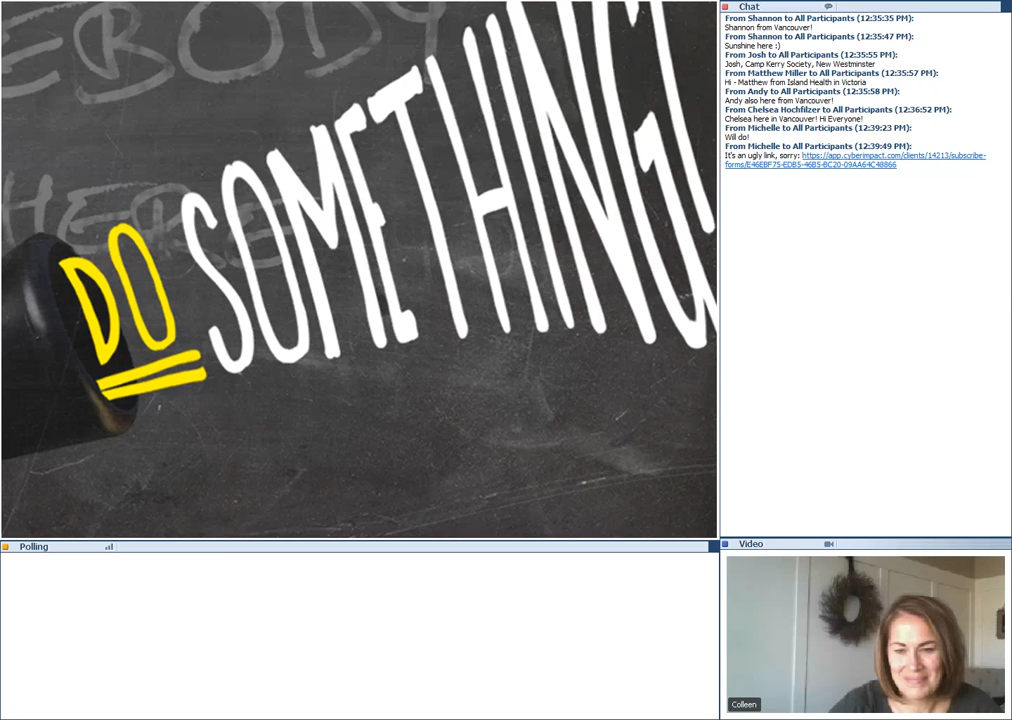 EBODY
HERE
DO SOMETHING!
Chat
From Shannon to All Participants (12:35:35 PM):
Shannon from Vancouver!
From Shannon to All Participants (12:35:47 PM):
Sunshine here :)
From Josh to All Participants (12:35:55 PM):
Josh, Camp Kerry Society, New Westminster
From Matthew Miller to All Participants (12:35:57 PM):
Hi - Matthew from Island Health in Victoria
From Andy to All Participants (12:35:58 PM):
Andy also here from Vancouver!
From Chelsea Hochfilzer to All Participants (12:36:52 PM):
Chelsea here in Vancouver! Hi Everyone!
From Michelle to All Participants (12:39:23 PM):
Will do!
From Michelle to All Participants (12:39:49 PM):
It's an ugly link, sorry: https://app.cyberimpact.com/clients/14213/subscribe-
forms/E46EBF75-EDB5-46B5-BC20-09AA64C48866
Polling
Video
Colleen